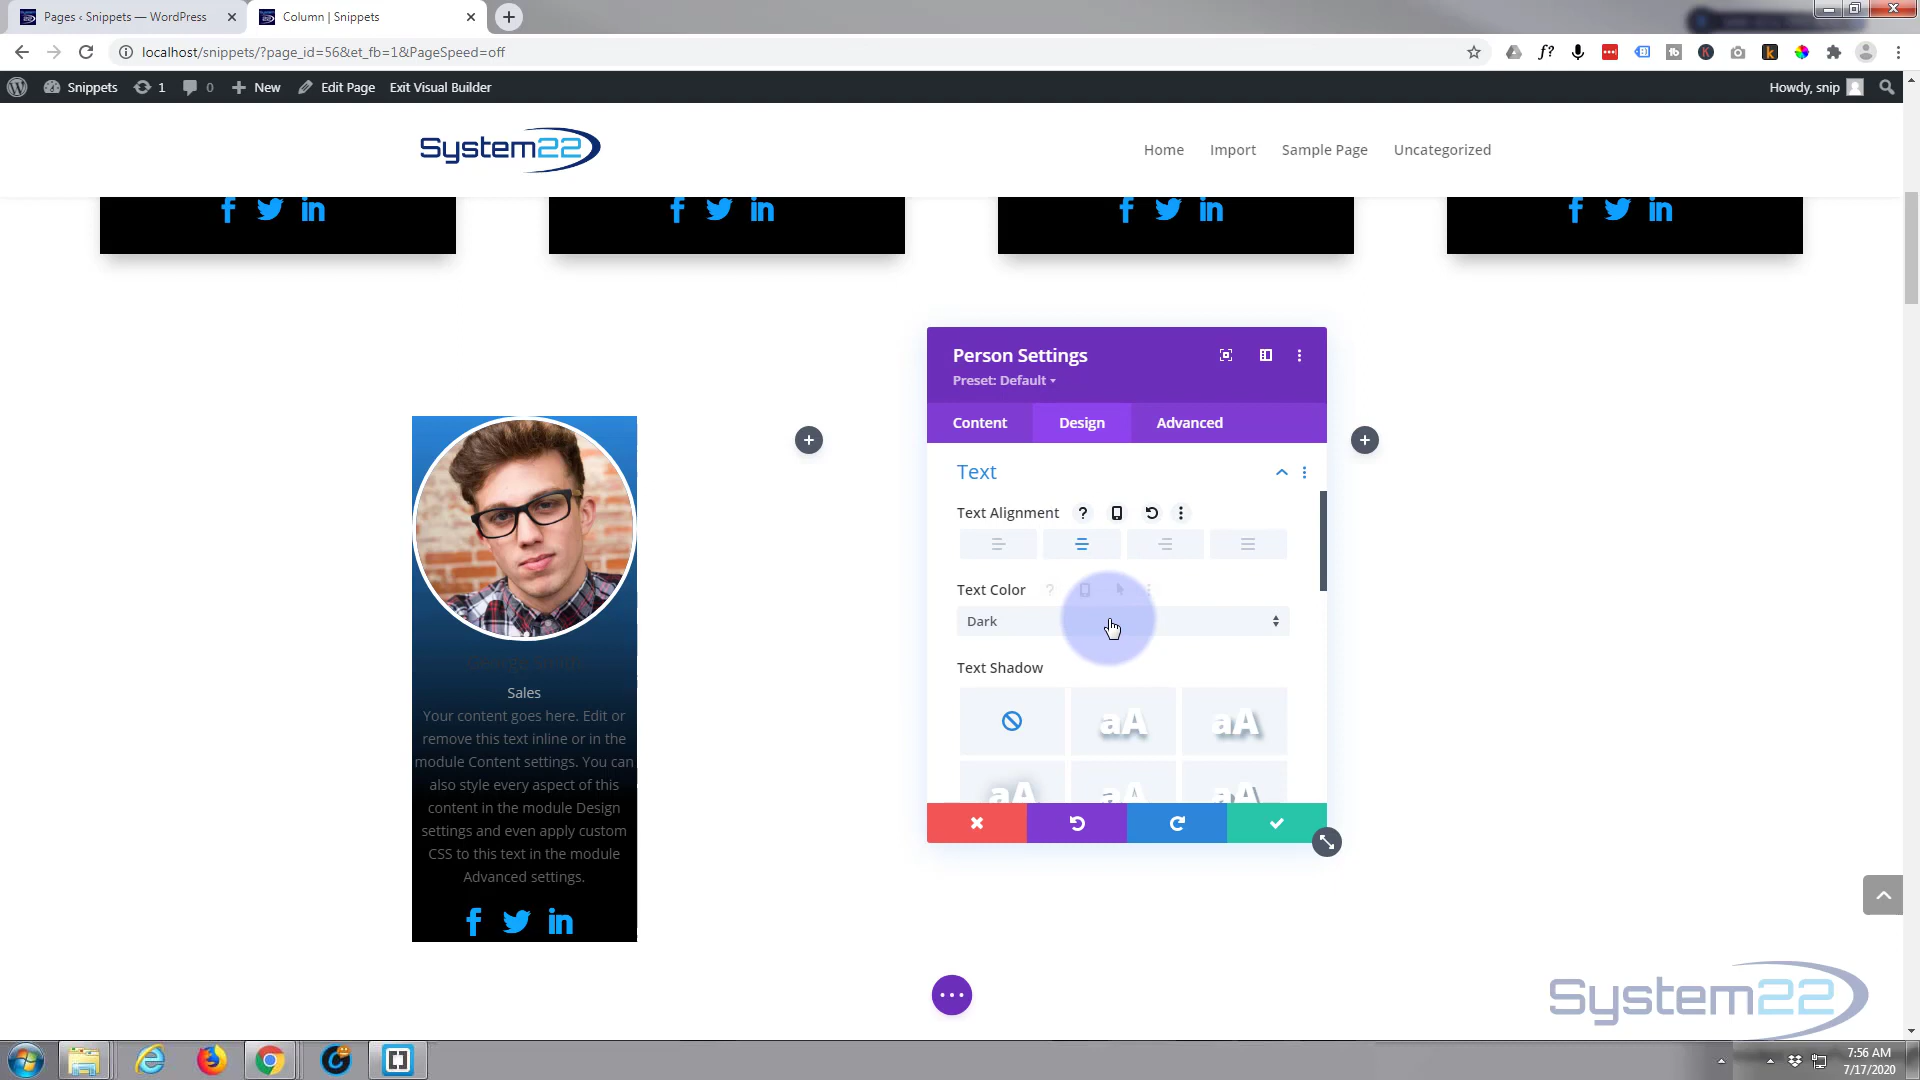 Pages ‹ Snippets — WordPress
Column | Snippets
localhost/snippets/?page_id=56&et_fb=1&PageSpeed=off
Snippets
1
0
New
Edit Page
Exit Visual Builder
Howdy, snip
System22
Home
Import
Sample Page
Uncategorized
Person Settings
Preset: Default
Content
Design
Advanced
Text
Text Alignment
Text Color
Dark
Text Shadow
aA
aA
aA
aA
aA
Sales
Your content goes here. Edit or
remove this text inline or in the
module Content settings. You can
also style every aspect of this
content in the module Design
settings and even apply custom
CSS to this text in the module
Advanced settings.
System22
7:56 AM
7/17/2020